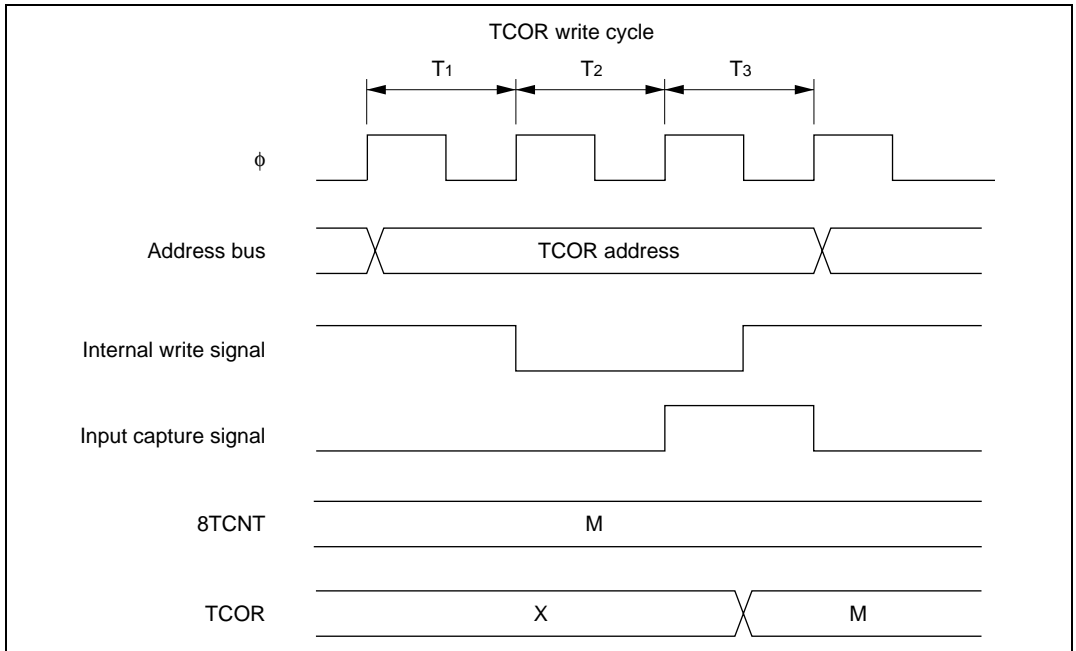 TCOR write cycle
T1 T2 T3
ϕ
Address bus TCOR address
Internal write signal
Input capture signal
8TCNT M
TCOR X M